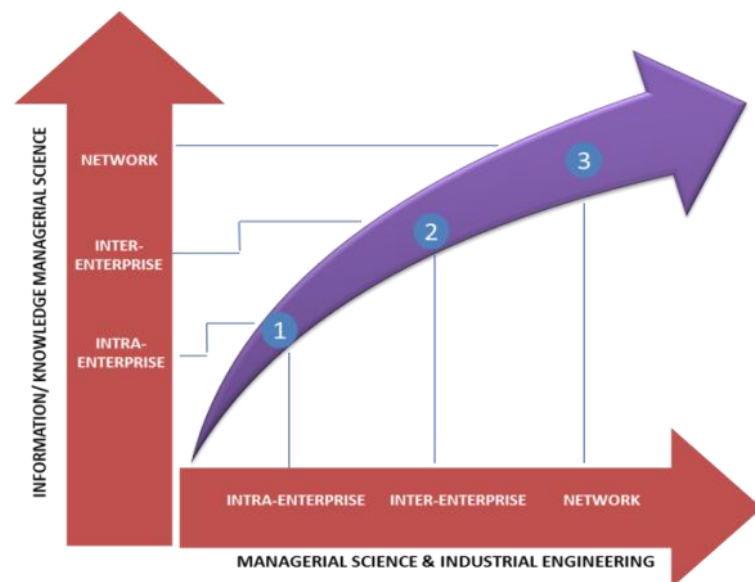 INFORMATION/ KNOWLEDGE MANAGERIAL SCIENCE
NETWORK
INTER-
ENTERPRISE
INTRA-
ENTERPRISE
3
2
1
INTRA-ENTERPRISE
INTER-ENTERPRISE
NETWORK
MANAGERIAL SCIENCE & INDUSTRIAL ENGINEERING